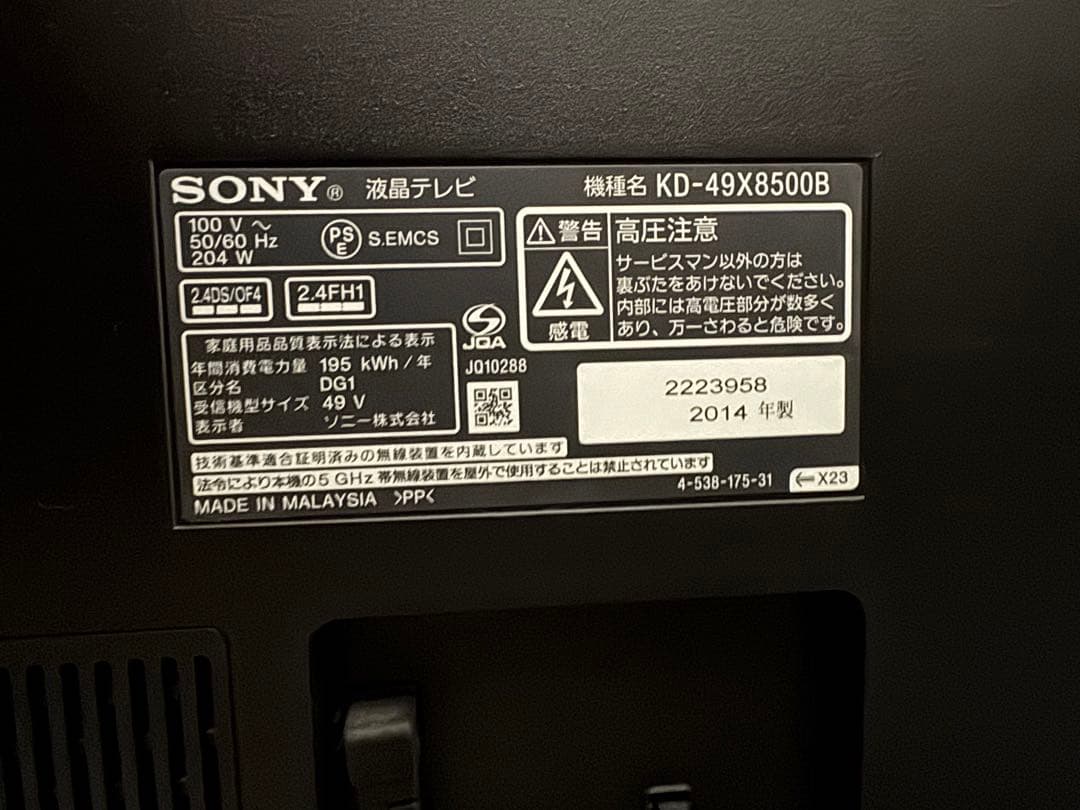 SONY® 液晶テレビ 機種名 KD-49X8500B
100 V ～
50/60 Hz
204 W
PS
E
S.EMCS
警告
高圧注意
サービスマン以外の方は
裏ぶたをあけないでください。
内部には高電圧部分が数多く
あり、万一さわると危険です。
感電
2.4DS/OF4
2.4FH1
JQA
JQ10288
家庭用品品質表示法による表示
年間消費電力量 195 kWh / 年
区分名 DG1
受信機型サイズ 49 V
表示者 ソニー株式会社
2223958
2014 年製
技術基準適合証明済みの無線装置を内蔵しています
法令により本機の5 GHz 帯無線装置を屋外で使用することは禁止されています
MADE IN MALAYSIA >PP<
4-538-175-31
←X23